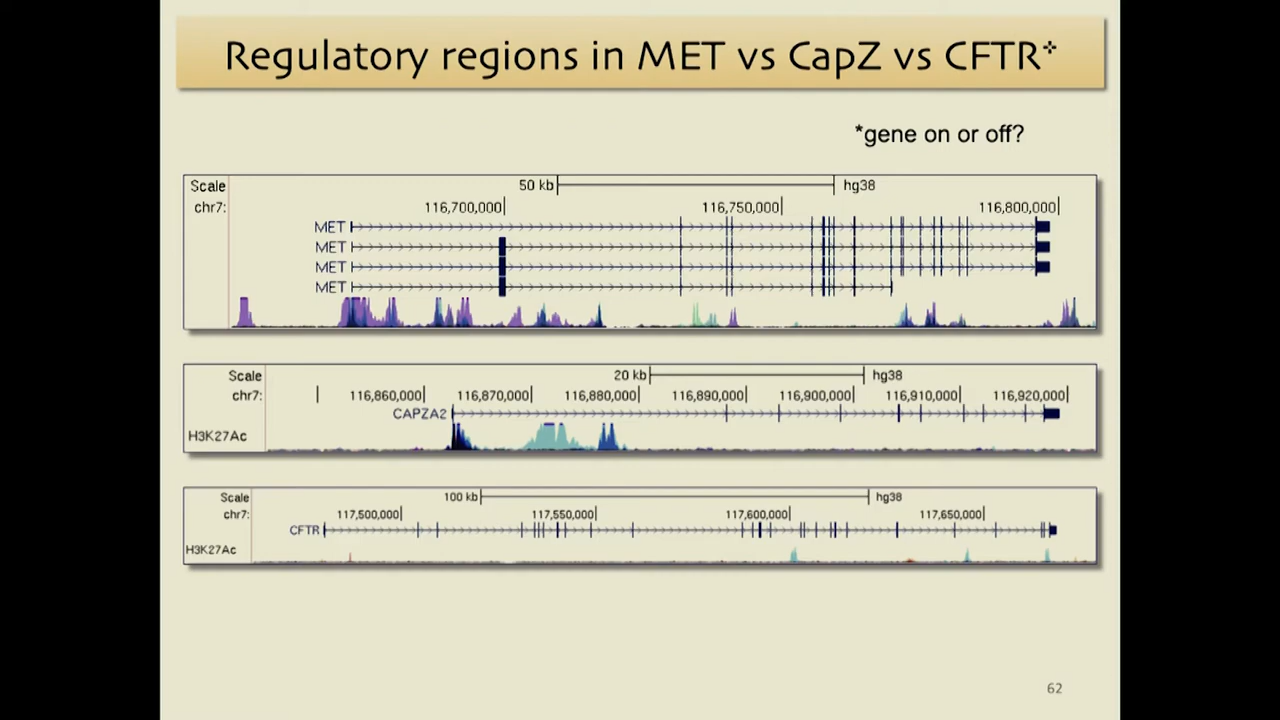 Regulatory regions in MET vs CapZ vs CFTR*
*gene on or off?
Scale 50 kb hg38
chr7: 116,700,000 116,750,000 116,800,000
MET
MET
MET
MET
Scale 20 kb hg38
chr7: 116,860,000 116,870,000 116,880,000 116,890,000 116,900,000 116,910,000 116,920,000
CAPZA2
H3K27Ac
Scale 100 kb hg38
chr7: 117,500,000 117,550,000 117,600,000 117,650,000
CFTR
H3K27Ac
62